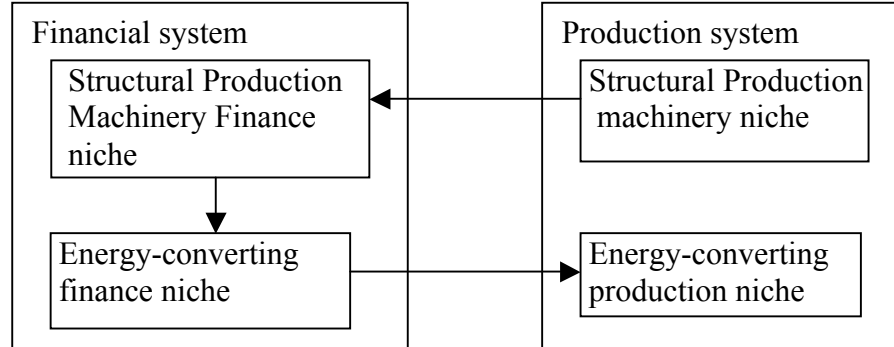 Financial system
Structural Production
Machinery Finance
niche
Energy-converting
finance niche
Production system
Structural Production
machinery niche
Energy-converting
production niche